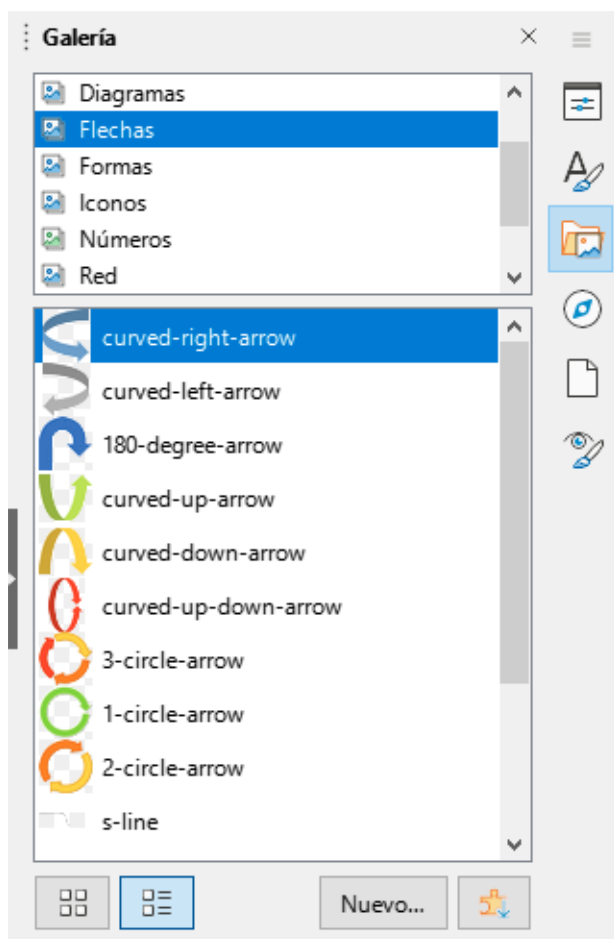 Galería
Diagramas
Flechas
Formas
Iconos
Números
Red
curved-right-arrow
curved-left-arrow
180-degree-arrow
curved-up-arrow
curved-down-arrow
curved-up-down-arrow
3-circle-arrow
1-circle-arrow
2-circle-arrow
s-line
Nuevo...